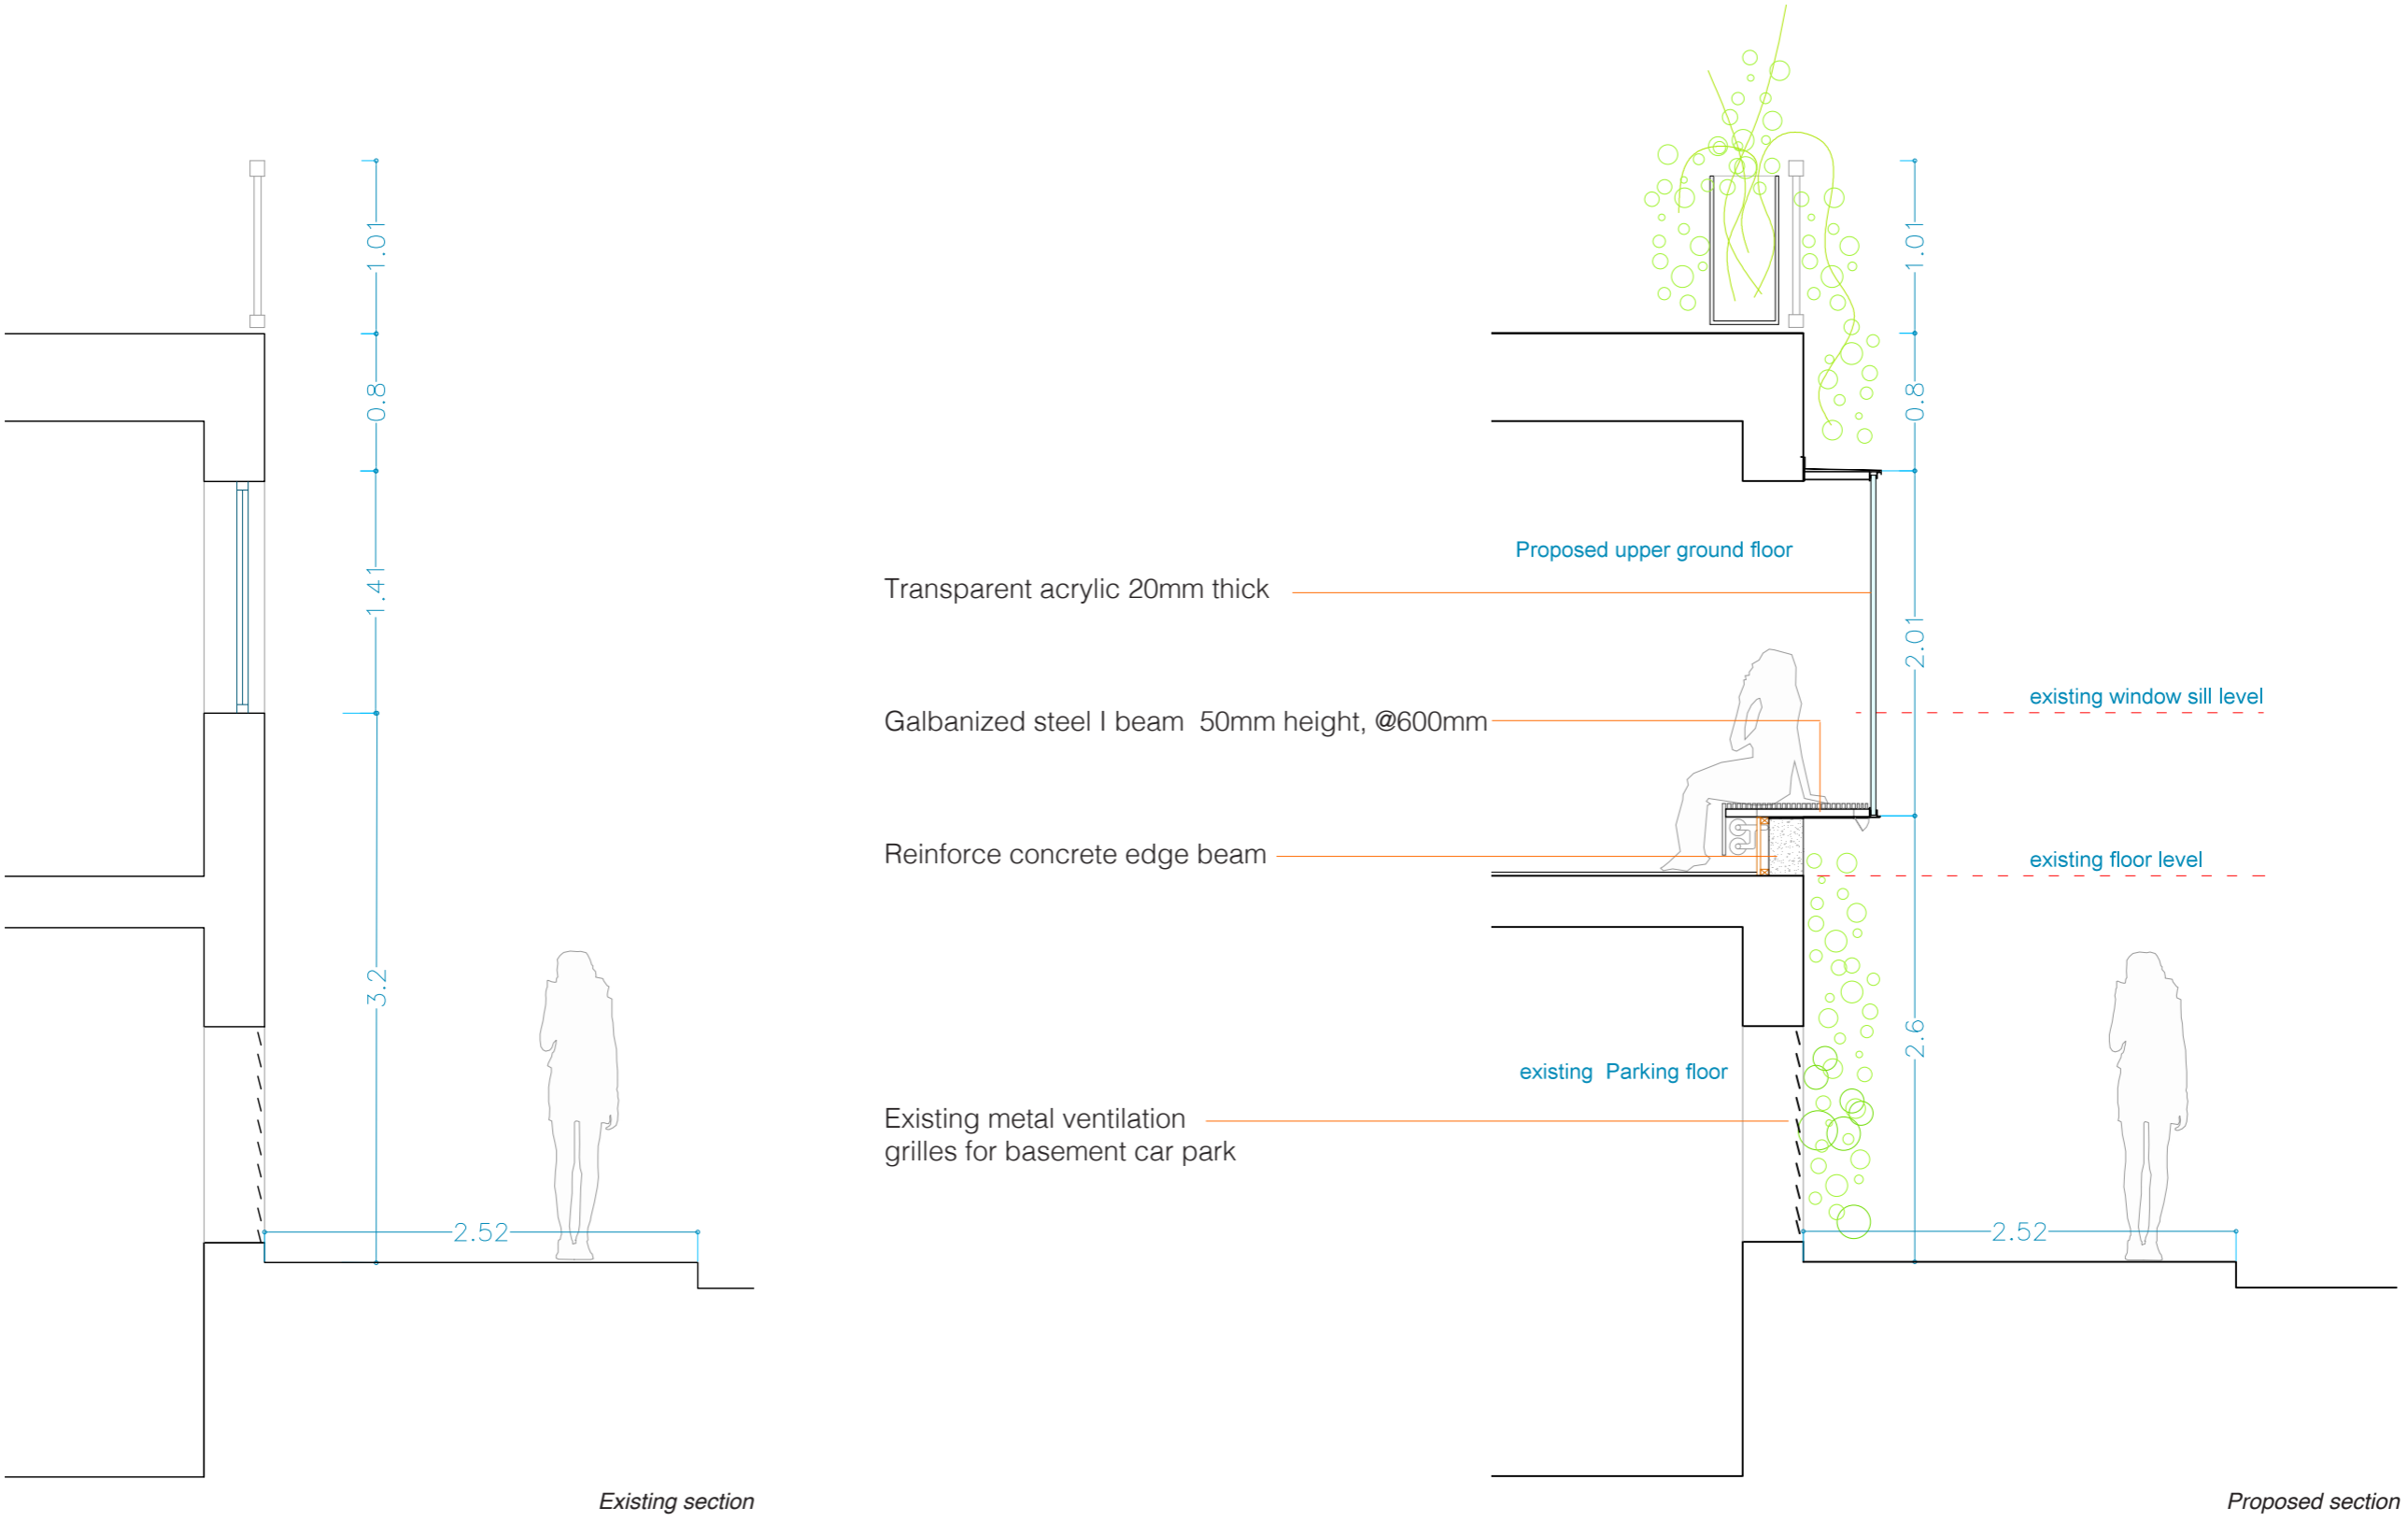 1.01
0.8
1.41
3.2
2.52
Existing section
Transparent acrylic 20mm thick
Galbanized steel I beam  50mm height, @600mm
Reinforce concrete edge beam
Existing metal ventilation
grilles for basement car park
Proposed upper ground floor
existing  Parking floor
1.01
0.8
2.01
2.6
2.52
existing window sill level
existing floor level
Proposed section